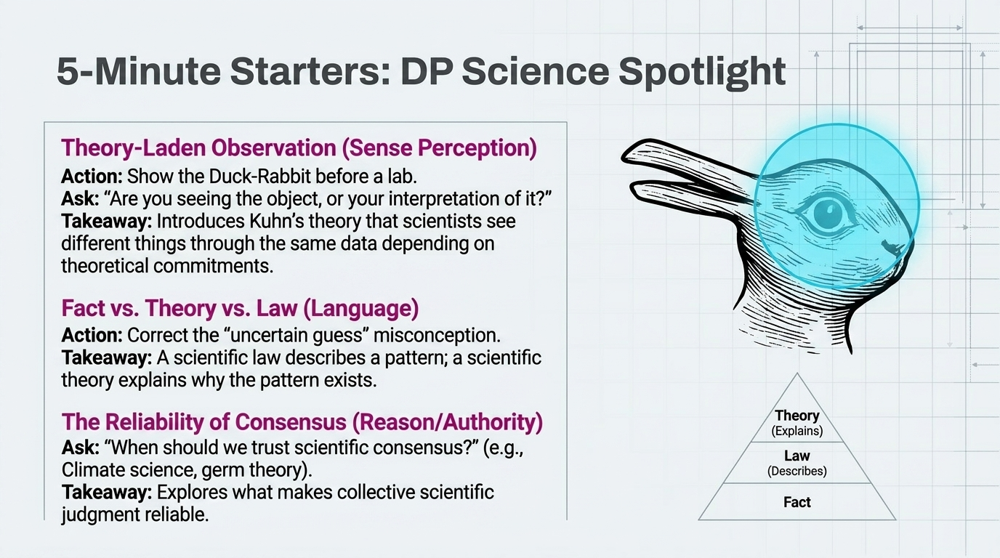 5-Minute Starters: DP Science Spotlight
Theory-Laden Observation (Sense Perception)
Action: Show the Duck-Rabbit before a lab.
Ask: “Are you seeing the object, or your interpretation of it?”
Takeaway: Introduces Kuhn’s theory that scientists see
different things through the same data depending on
theoretical commitments.
Fact vs. Theory vs. Law (Language)
Action: Correct the “uncertain guess” misconception.
Takeaway: A scientific law describes a pattern; a scientific
theory explains why the pattern exists.
The Reliability of Consensus (Reason/Authority)
Ask: “When should we trust scientific consensus?” (e.g.,
Climate science, germ theory).
Takeaway: Explores what makes collective scientific
judgment reliable.
Theory
(Explains)
Law
(Describes)
Fact